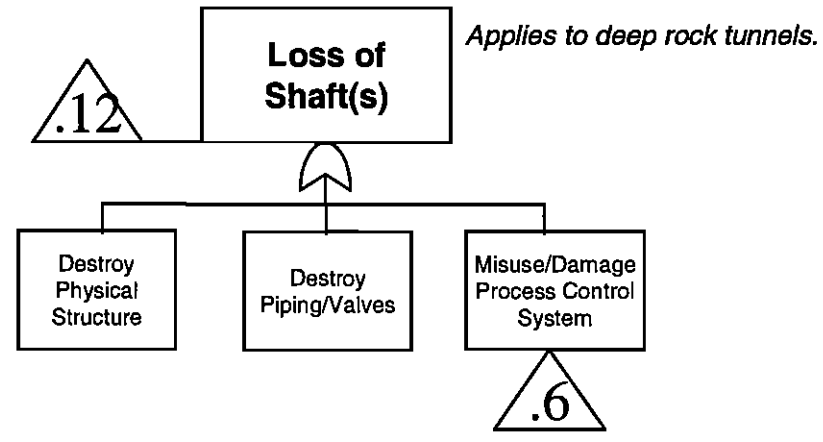 Loss of
Shaft(s)
Applies to deep rock tunnels.
.12
Destroy
Physical
Structure
Destroy
Piping/Valves
Misuse/Damage
Process Control
System
.6